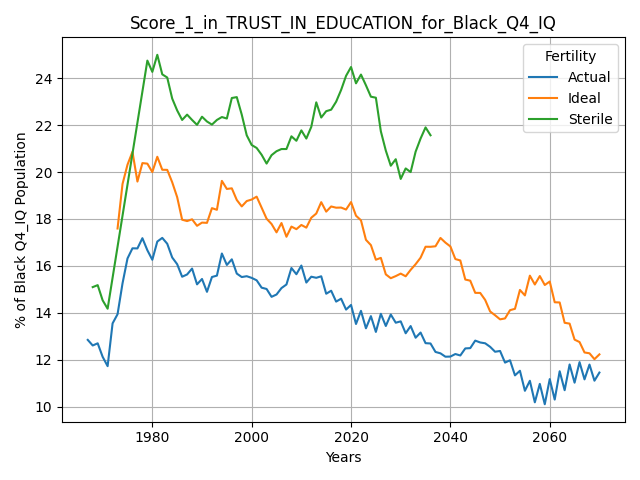 Score_1_in_TRUST_IN_EDUCATION_for_Black_Q4_IQ
Fertility
Actual
Ideal
Sterile
% of Black Q4_IQ Population
24
22
20
18
16
14
12
10
1980 2000 2020 2040 2060
Years